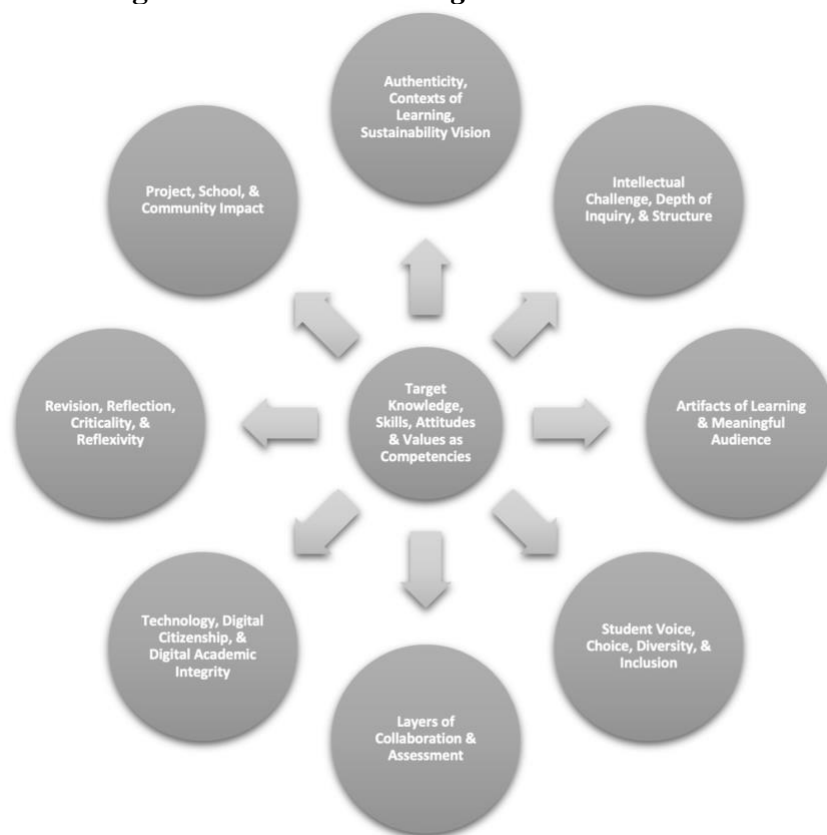 Authenticity,
Contexts of
Learning,
Sustainability Vision
Intellectual
Challenge, Depth of
Inquiry, & Structure
Artifacts of Learning
& Meaningful
Audience
Student Voice,
Choice, Diversity, &
Inclusion
Layers of
Collaboration &
Assessment
Technology, Digital
Citizenship, &
Digital Academic
Integrity
Revision, Reflection,
Criticality, &
Reflexivity
Project, School, &
Community Impact
Target
Knowledge,
Skills, Attitudes
& Values as
Competencies